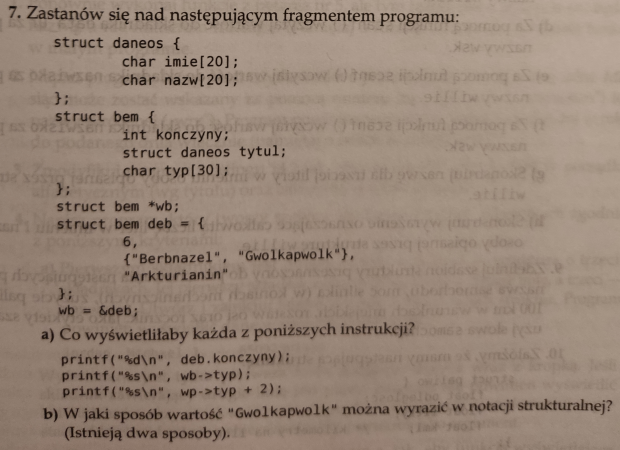 7. Zastanów się nad następującym fragmentem programu:
struct daneos {
char imie[20];
char nazw[20];
};
struct bem {
int konczyny;
struct daneos tytul;
char typ[30];
};
struct bem *wb;
struct bem deb = {
6,
{"Berbnazel", "Gwolkapwolk"},
"Arkturianin"
};
wb = &deb;
a) Co wyświetliłaby każda z poniższych instrukcji?
printf("%d\n", deb.konczyny);
printf("%s\n", wb->typ);
printf("%s\n", wp->typ + 2);
b) W jaki sposób wartość "Gwolkapwolk" można wyrazić w notacji strukturalnej?
(Istnieją dwa sposoby).